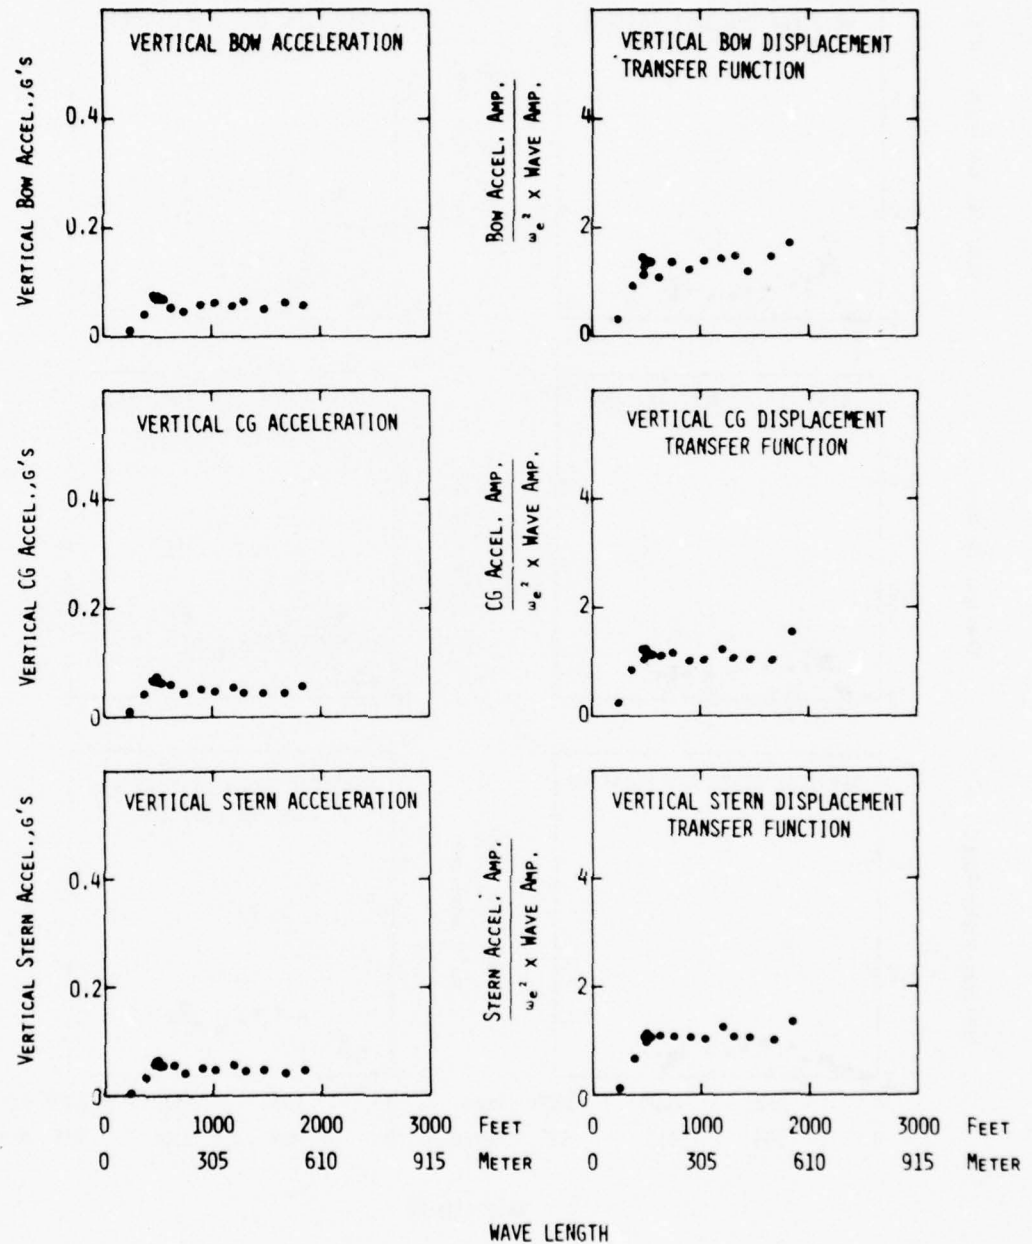 VERTICAL BOW ACCELERATION
VERTICAL BOW ACCEL.,G'S
0.4
0.2
0
VERTICAL BOW DISPLACEMENT
TRANSFER FUNCTION
BOW ACCEL. AMP.
ωe² X WAVE AMP.
4
2
0
VERTICAL CG ACCELERATION
VERTICAL CG ACCEL.,G'S
0.4
0.2
0
VERTICAL CG DISPLACEMENT
TRANSFER FUNCTION
CG ACCEL. AMP.
ωe² X WAVE AMP.
4
2
0
VERTICAL STERN ACCELERATION
VERTICAL STERN ACCEL.,G'S
0.4
0.2
0
VERTICAL STERN DISPLACEMENT
TRANSFER FUNCTION
STERN ACCEL. AMP.
ωe² X WAVE AMP.
4
2
0
0 1000 2000 3000 FEET
0 305 610 915 METER
0 1000 2000 3000 FEET
0 305 610 915 METER
WAVE LENGTH